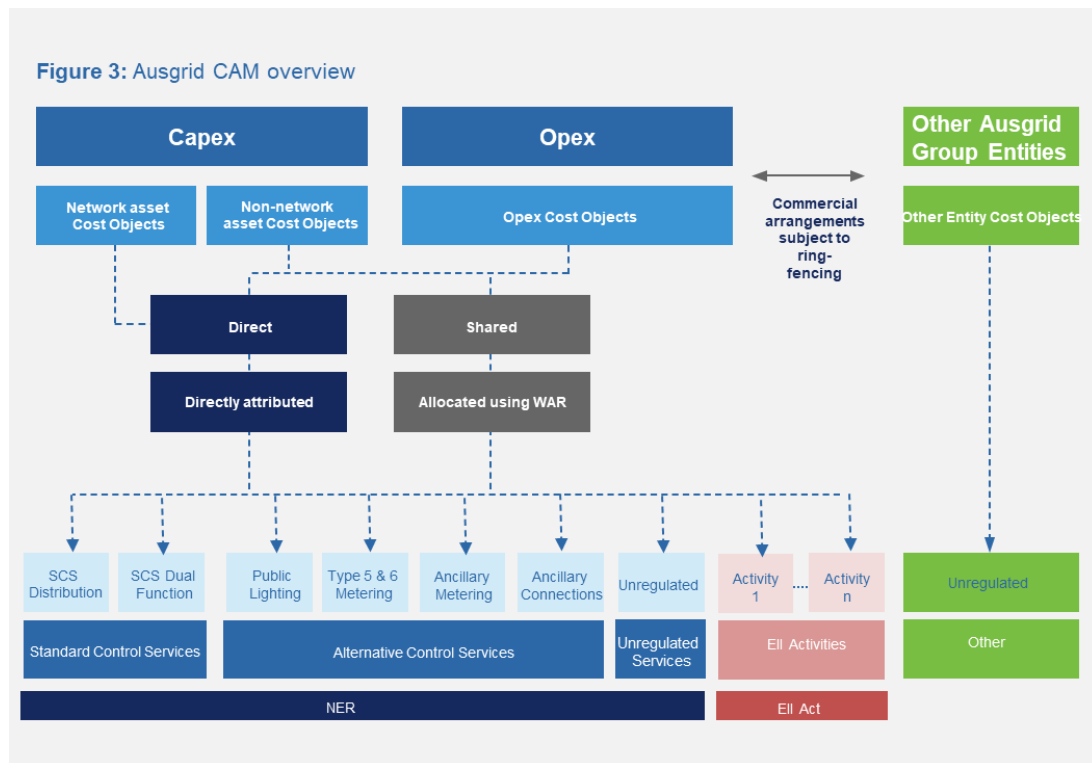 Figure 3: Ausgrid CAM overview
Capex
Opex
Other Ausgrid
Group Entities
Network asset
Cost Objects
Non-network
asset Cost Objects
Opex Cost Objects
Commercial
arrangements
subject to
ring-
fencing
Other Entity Cost Objects
Direct
Shared
Directly attributed
Allocated using WAR
SCS
Distribution
SCS Dual
Function
Public
Lighting
Type 5 & 6
Metering
Ancillary
Metering
Ancillary
Connections
Unregulated
Activity
1
....
Activity
n
Unregulated
Standard Control Services
Alternative Control Services
Unregulated
Services
EII Activities
Other
NER
EII Act